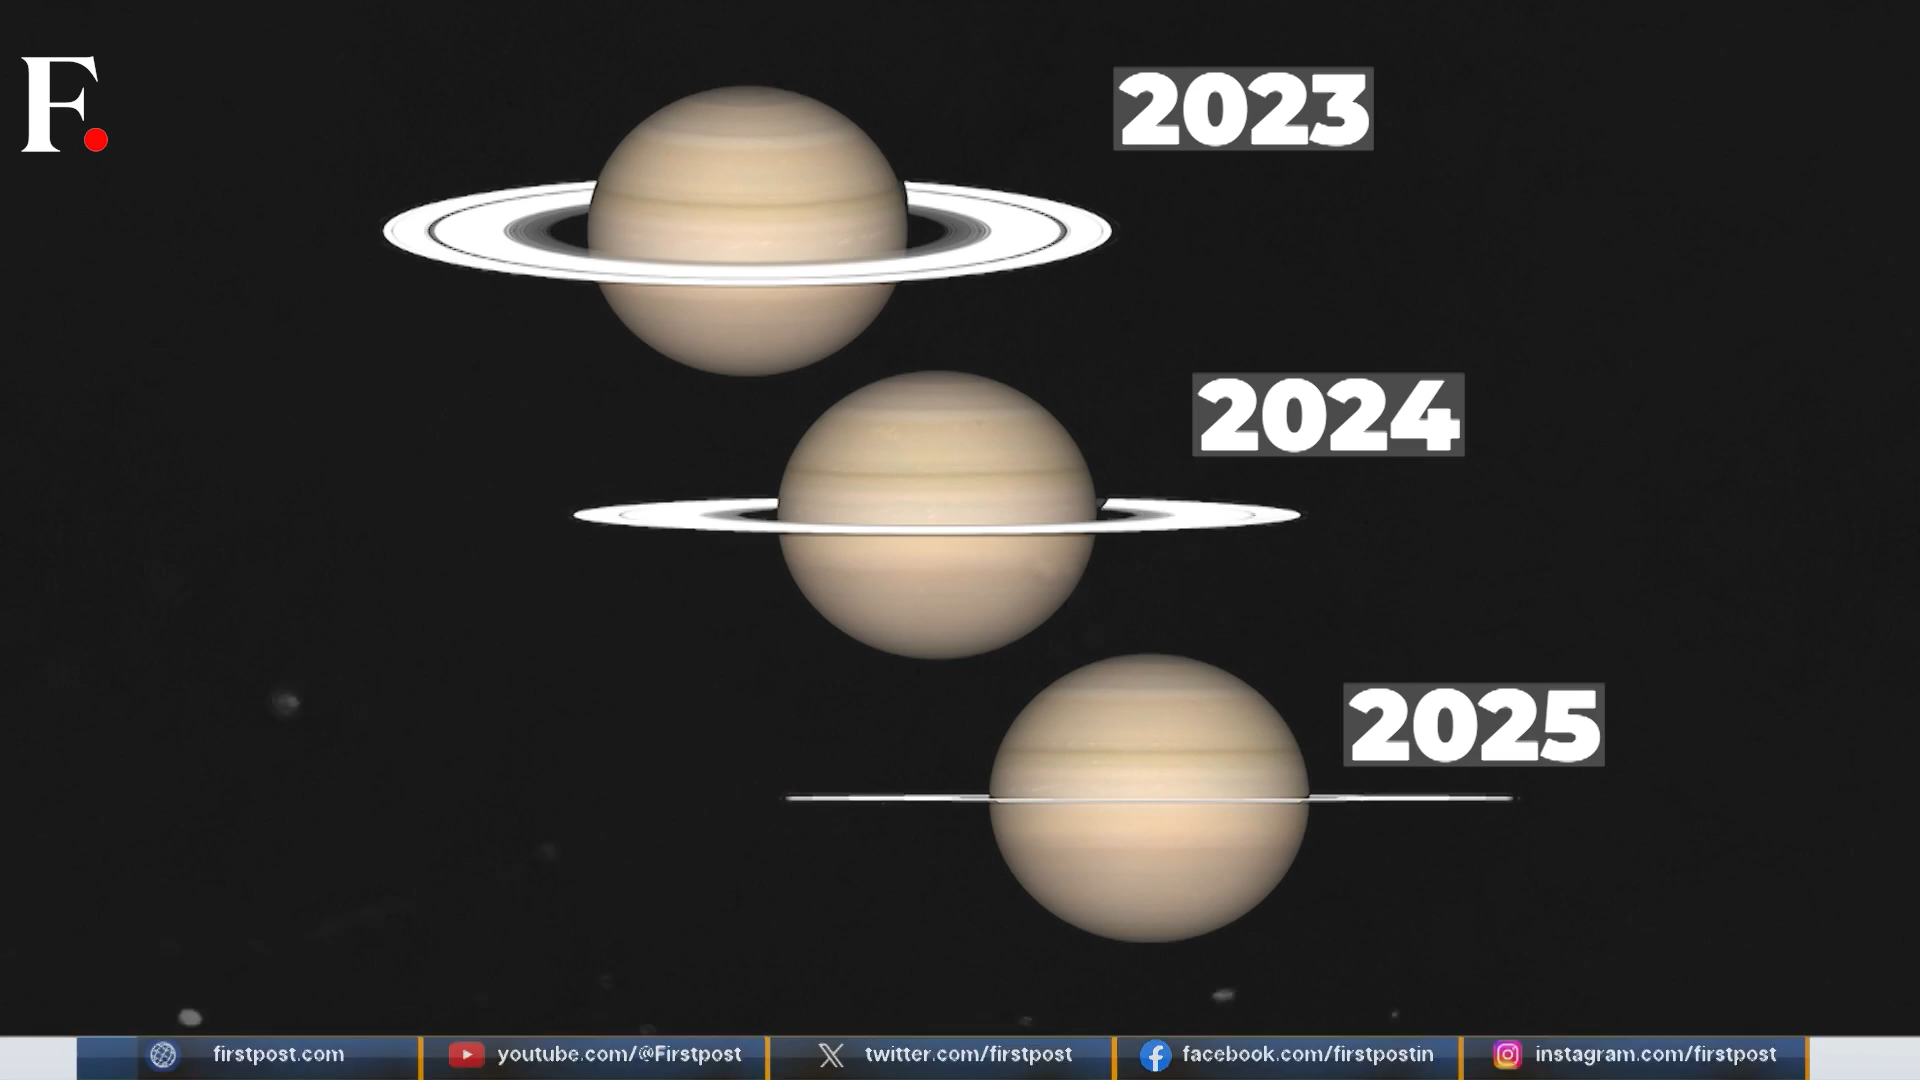 F.
2023
2024
2025
firstpost.com
youtube.com/@Firstpost
twitter.com/firstpost
facebook.com/firstpostin
instagram.com/firstpost